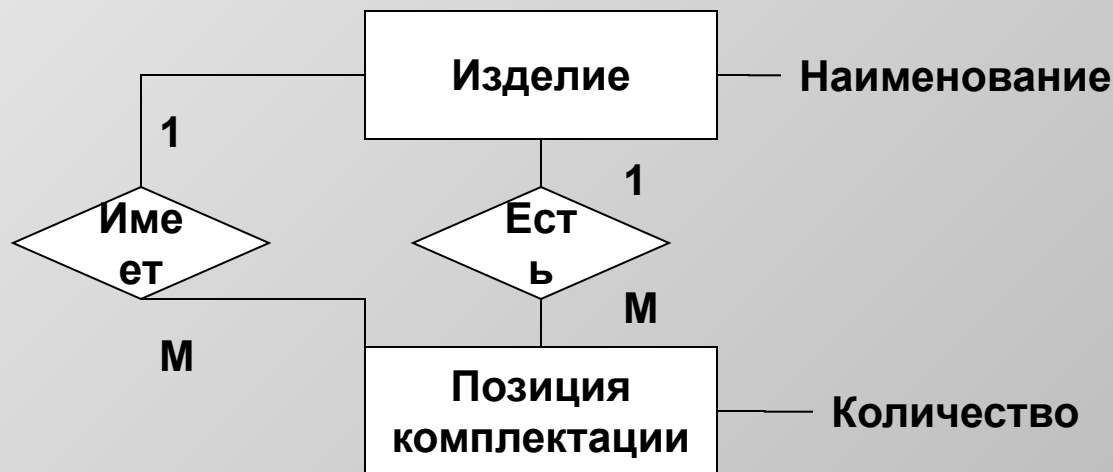 Изделие
Наименование
1
1
Име
ет
Ест
ь
М
М
Позиция
комплектации
Количество